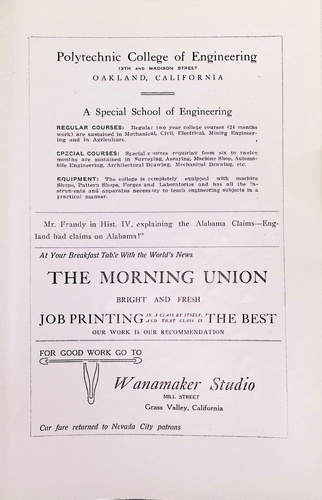 Polytechnic College of Engineering
13TH AND MADISON STREET
OAKLAND, CALIFORNIA
A Special School of Engineering
REGULAR COURSES: Regular two year college courses (24 months
work) are sustained in Mechanical, Civil, Electrical, Mining Engineer-
ing and in Agriculture.
SPECIAL COURSES: Special courses requiring from six to twelve
months are sustained in Surveying, Assaying, Machine Shop, Automo-
bile Engineering, Architectural Drawing, Mechanical Drawing, etc.
EQUIPMENT: The college is completely equipped with machine
Shops, Pattern Shops, Forges and Laboratories and has all the in-
struments and apparatus necessary to teach engineering subjects in a
practical manner.
Mr. Frandy in Hist. IV, explaining the Alabama Claims—Eng-
land had claims on Alabama!"
At Your Breakfast Table With the World's News
THE MORNING UNION
BRIGHT AND FRESH
JOB PRINTING IN A CLASS BY ITSELF, AND THAT CLASS IS THE BEST
OUR WORK IS OUR RECOMMENDATION
FOR GOOD WORK GO TO
Wanamaker Studio
MILL STREET
Grass Valley, California
Car fare returned to Nevada City patrons